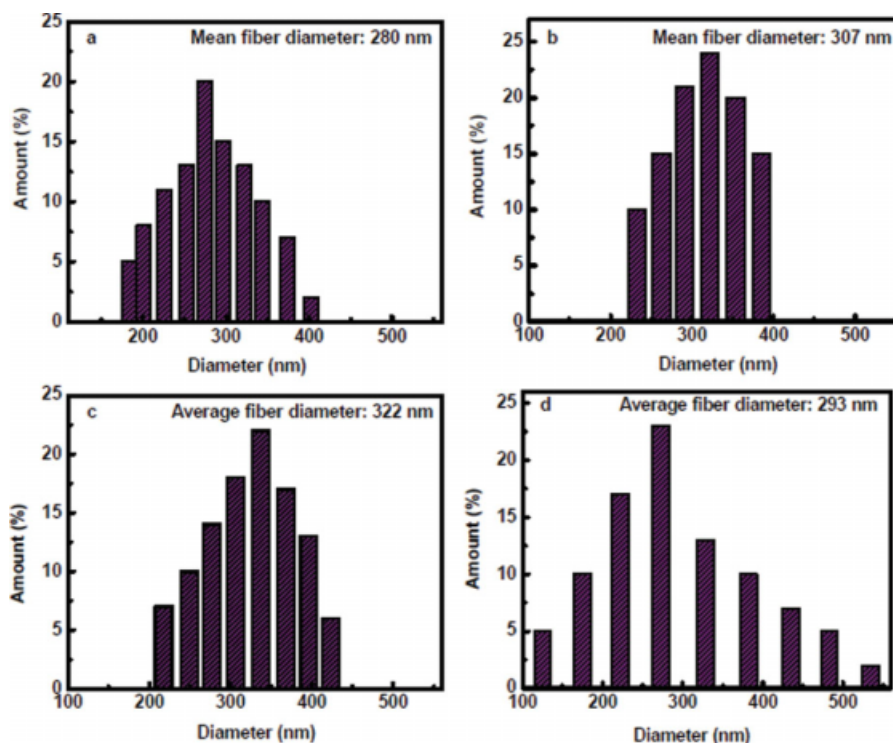 a
Mean fiber diameter: 280 nm
25
20
15
10
5
0
Amount (%)
200 300 400 500
Diameter (nm)
b
Mean fiber diameter: 307 nm
25
20
15
10
5
0
Amount (%)
100 200 300 400 500
Diameter (nm)
c
Average fiber diameter: 322 nm
25
20
15
10
5
0
Amount (%)
100 200 300 400 500
Diameter (nm)
d
Average fiber diameter: 293 nm
25
20
15
10
5
0
Amount (%)
100 200 300 400 500
Diameter (nm)